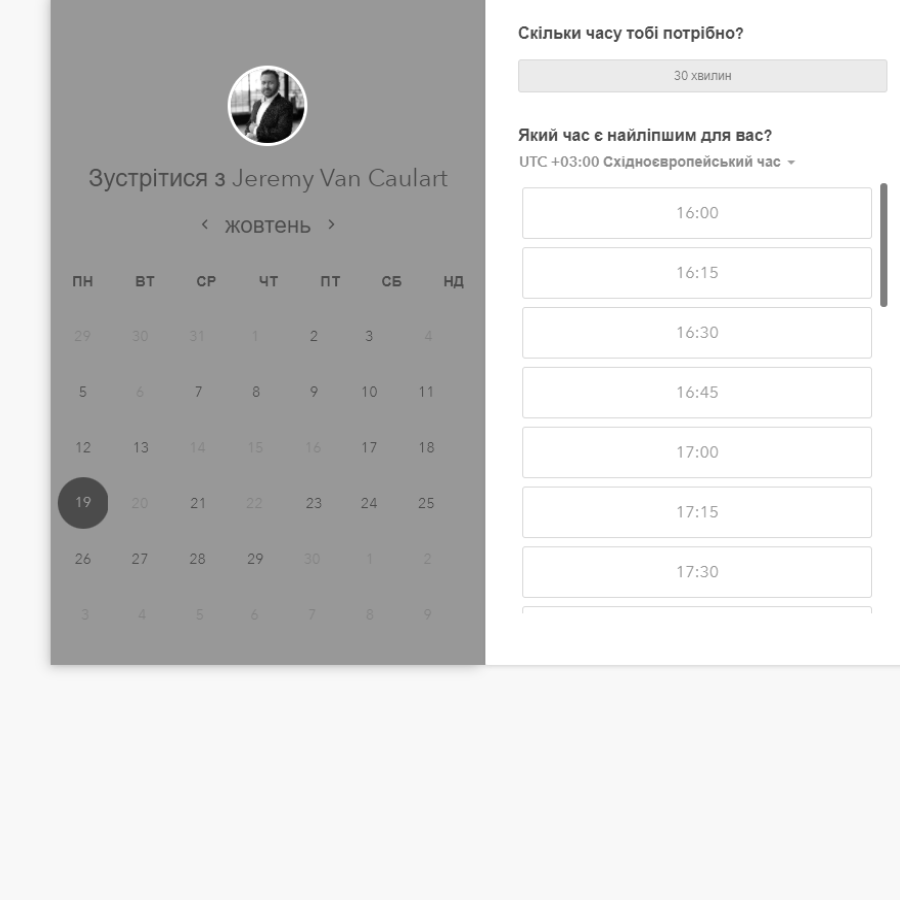 Зустрітися з Jeremy Van Caulart
жовтень
ПН ВТ СР ЧТ ПТ СБ НД
29 30 31 1 2 3 4
5 6 7 8 9 10 11
12 13 14 15 16 17 18
19 20 21 22 23 24 25
26 27 28 29 30 1 2
3 4 5 6 7 8 9
Скільки часу тобі потрібно?
30 хвилин
Який час є найліпшим для вас?
UTC +03:00 Східноєвропейський час
16:00
16:15
16:30
16:45
17:00
17:15
17:30